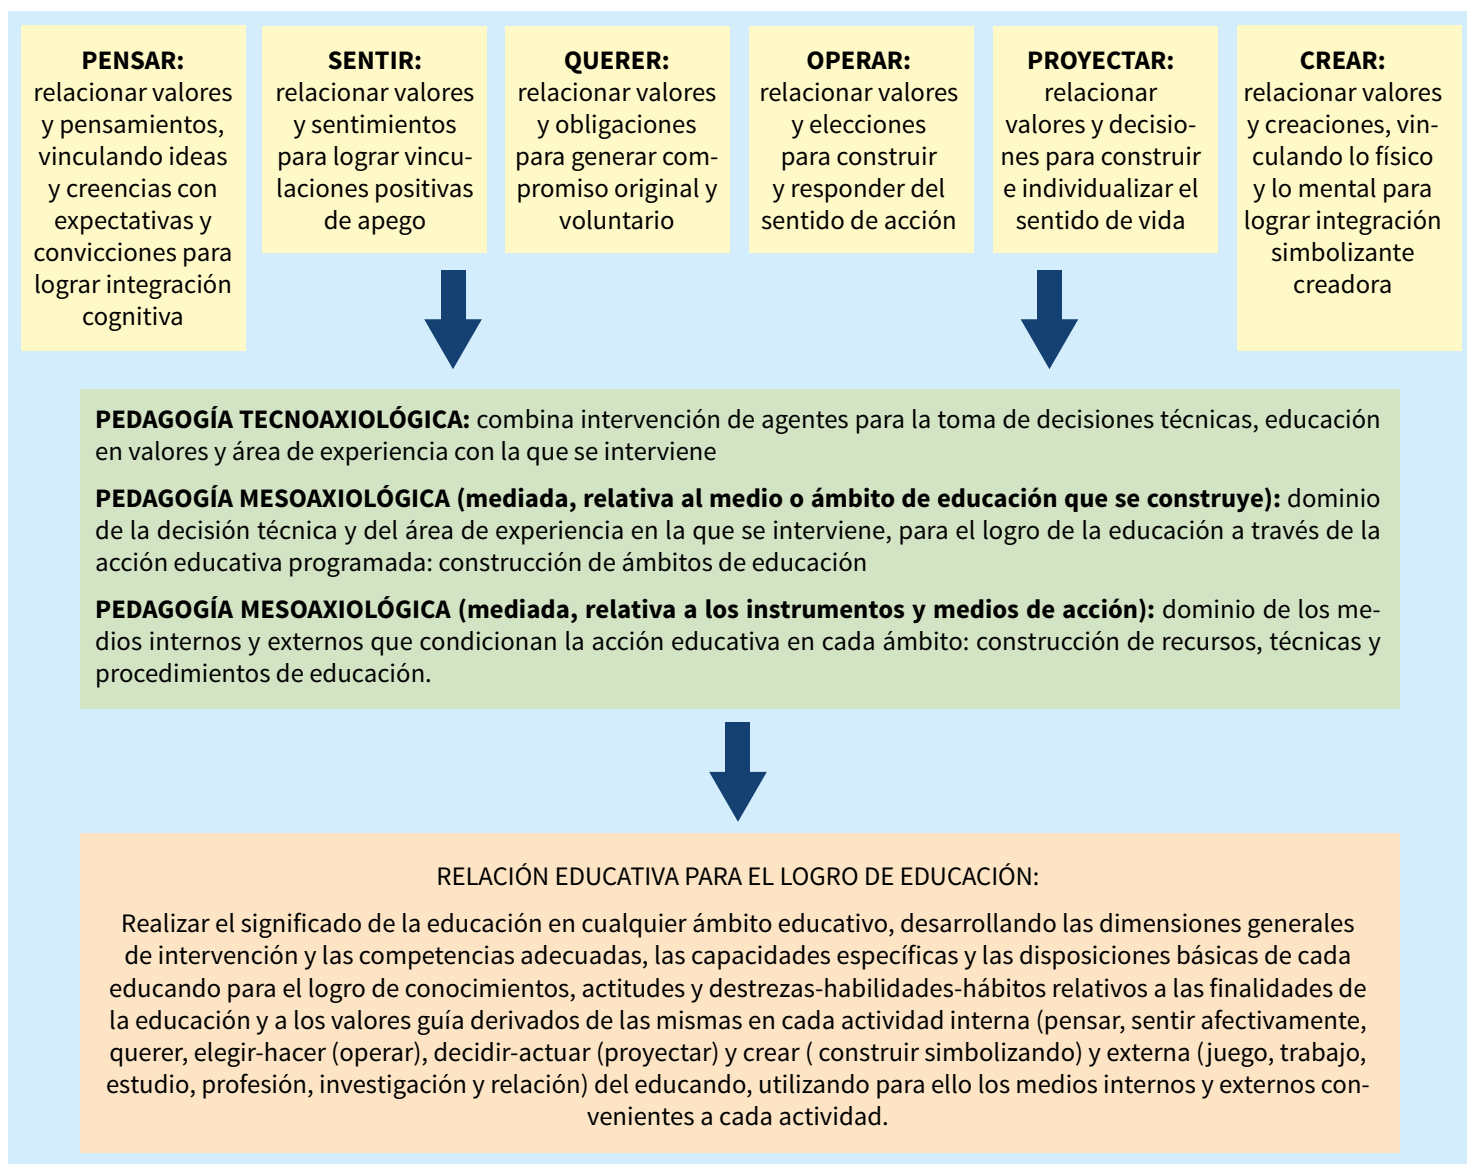 PENSAR:
relacionar valores
y pensamientos,
vinculando ideas
y creencias con
expectativas y
convicciones para
lograr integración
cognitiva
SENTIR:
relacionar valores
y sentimientos
para lograr vincu-
laciones positivas
de apego
QUERER:
relacionar valores
y obligaciones
para generar com-
promiso original y
voluntario
OPERAR:
relacionar valores
y elecciones
para construir
y responder del
sentido de acción
PROYECTAR:
relacionar
valores y decisio-
nes para construir
e individualizar el
sentido de vida
CREAR:
relacionar valores
y creaciones, vin-
culando lo físico
y lo mental para
lograr integración
simbolizante
creadora
PEDAGOGÍA TECNOAXIOLÓGICA: combina intervención de agentes para la toma de decisiones técnicas, educación
en valores y área de experiencia con la que se interviene
PEDAGOGÍA MESOAXIOLÓGICA (mediada, relativa al medio o ámbito de educación que se construye): dominio
de la decisión técnica y del área de experiencia en la que se interviene, para el logro de la educación a través de la
acción educativa programada: construcción de ámbitos de educación
PEDAGOGÍA MESOAXIOLÓGICA (mediada, relativa a los instrumentos y medios de acción): dominio de los me-
dios internos y externos que condicionan la acción educativa en cada ámbito: construcción de recursos, técnicas y
procedimientos de educación.
RELACIÓN EDUCATIVA PARA EL LOGRO DE EDUCACIÓN:
Realizar el significado de la educación en cualquier ámbito educativo, desarrollando las dimensiones generales
de intervención y las competencias adecuadas, las capacidades específicas y las disposiciones básicas de cada
educando para el logro de conocimientos, actitudes y destrezas-habilidades-hábitos relativos a las finalidades de
la educación y a los valores guía derivados de las mismas en cada actividad interna (pensar, sentir afectivamente,
querer, elegir-hacer (operar), decidir-actuar (proyectar) y crear ( construir simbolizando) y externa (juego, trabajo,
estudio, profesión, investigación y relación) del educando, utilizando para ello los medios internos y externos con-
venientes a cada actividad.